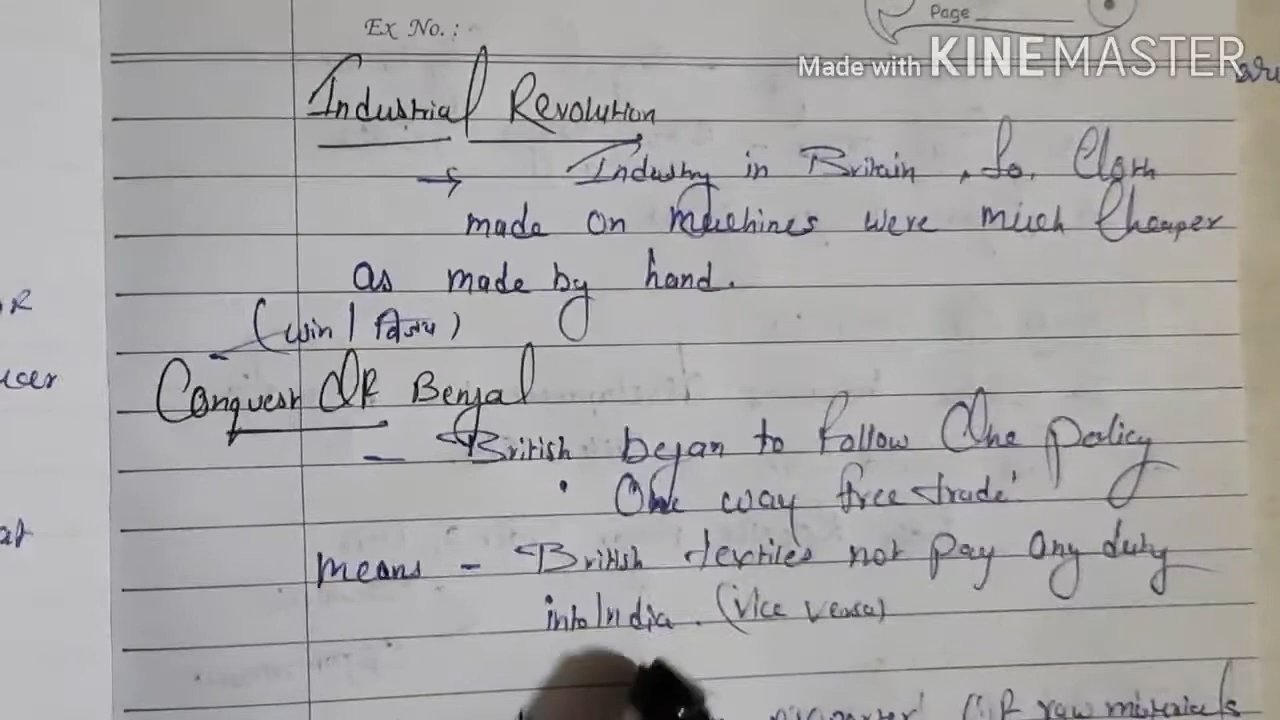 Page
Ex No. :
Made with KINEMASTER
Industrial Revolution
→ Industry in Britain, So, Cloth
made on machines were much Cheaper
as made by hand.
(win / विजय)
Conquest Of Bengal
- British began to follow One policy
'One way free trade'
means - British textiles not pay any duty
into India. (vice versa)
ucer
of raw materials